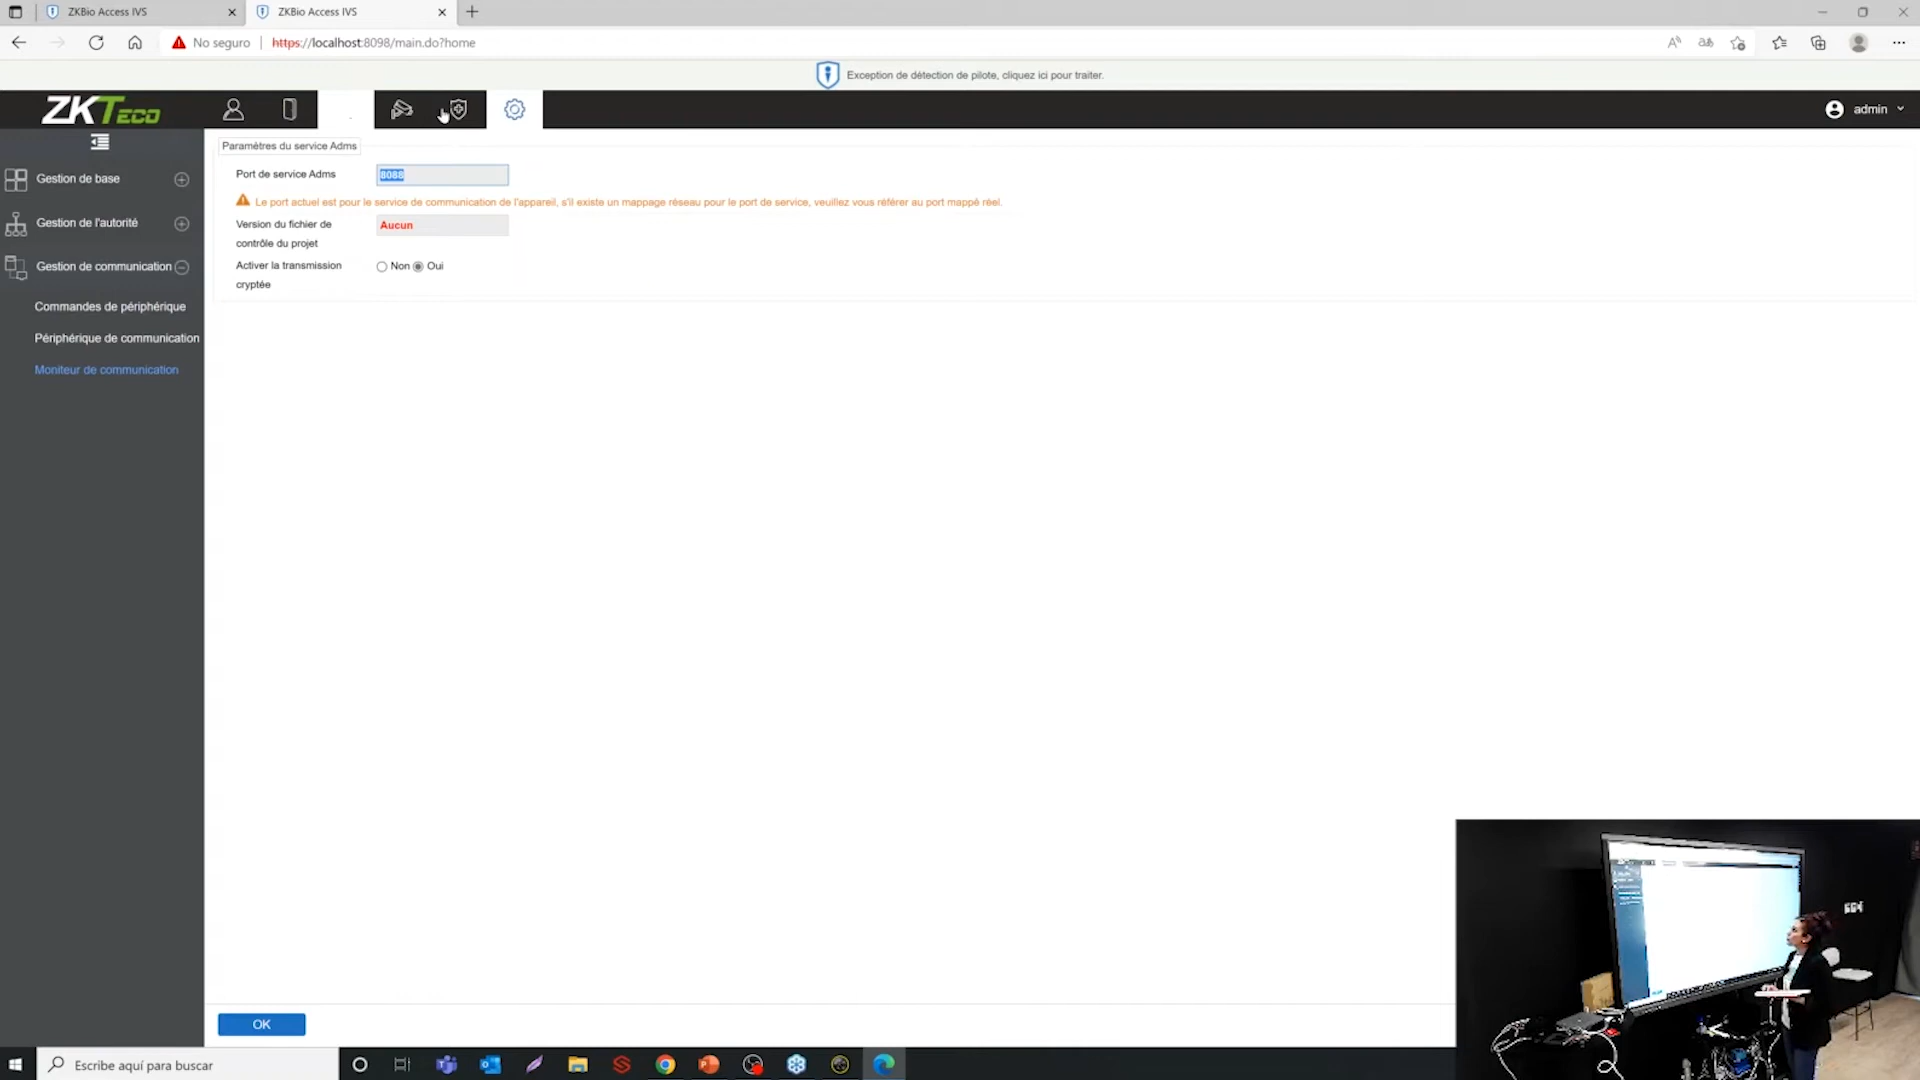 ZKBio Access IVS
ZKBio Access IVS
No seguro
https://localhost:8098/main.do?home
Exception de détection de pilote, cliquez ici pour traiter.
ZKTECO
admin
Paramètres du service Adms
Gestion de base
Port de service Adms
8088
Le port actuel est pour le service de communication de l'appareil, s'il existe un mappage réseau pour le port de service, veuillez vous référer au port mappé réel.
Gestion de l'autorité
Version du fichier de
contrôle du projet
Aucun
Gestion de communication
Activer la transmission
cryptée
Non Oui
Commandes de périphérique
Périphérique de communication
Moniteur de communication
OK
Escribe aquí para buscar